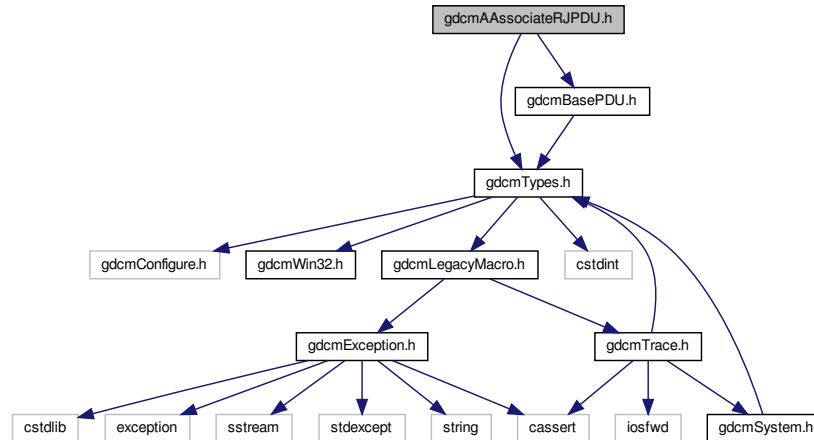 gdcmAAssociateRJPDU.h
gdcmBasePDU.h
gdcmTypes.h
gdcmConfigure.h
gdcmWin32.h
gdcmLegacyMacro.h
cstdint
gdcmException.h
gdcmTrace.h
cstdlib
exception
sstream
stdexcept
string
cassert
iosfwd
gdcmSystem.h